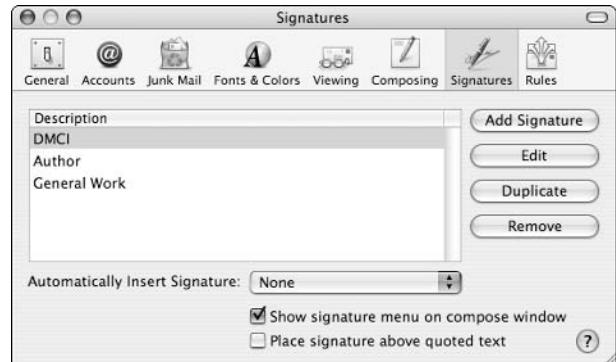 Signatures
General Accounts Junk Mail Fonts & Colors Viewing Composing Signatures Rules
Description
DMCI
Author
General Work
Add Signature
Edit
Duplicate
Remove
Automatically Insert Signature: None
Show signature menu on compose window
Place signature above quoted text
?